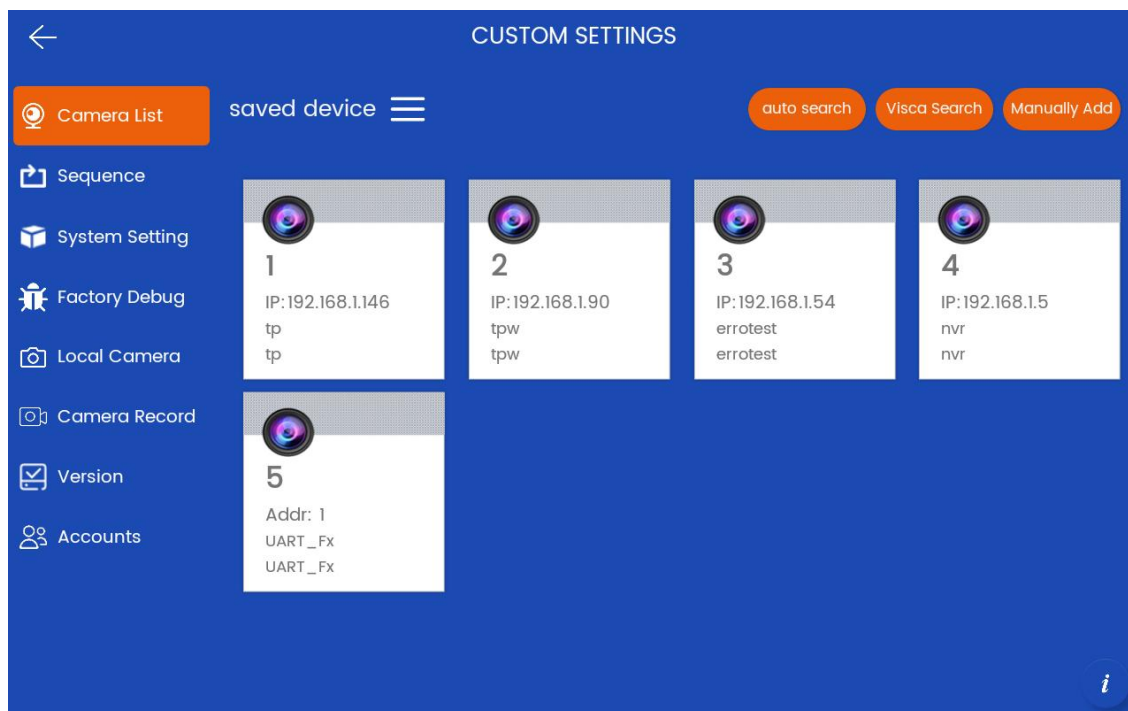 CUSTOM SETTINGS
Camera List
saved device
auto search
Visca Search
Manually Add
Sequence
System Setting
Factory Debug
Local Camera
Camera Record
Version
Accounts
1
IP:192.168.1.146
tp
tp
2
IP:192.168.1.90
tpw
tpw
3
IP:192.168.1.54
errotest
errotest
4
IP:192.168.1.5
nvr
nvr
5
Addr: 1
UART_Fx
UART_Fx
i